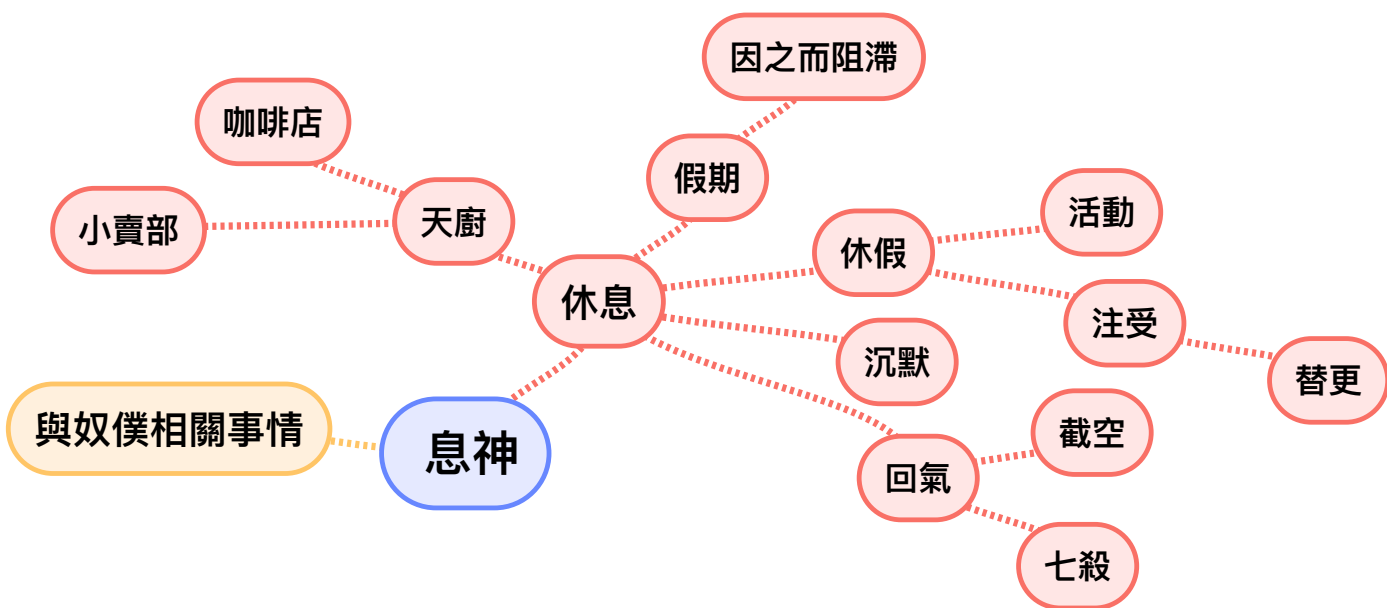 因之而阻滯
咖啡店
假期
小賣部
天廚
活動
休假
休息
注受
沉默
替更
與奴僕相關事情
息神
截空
回氣
七殺